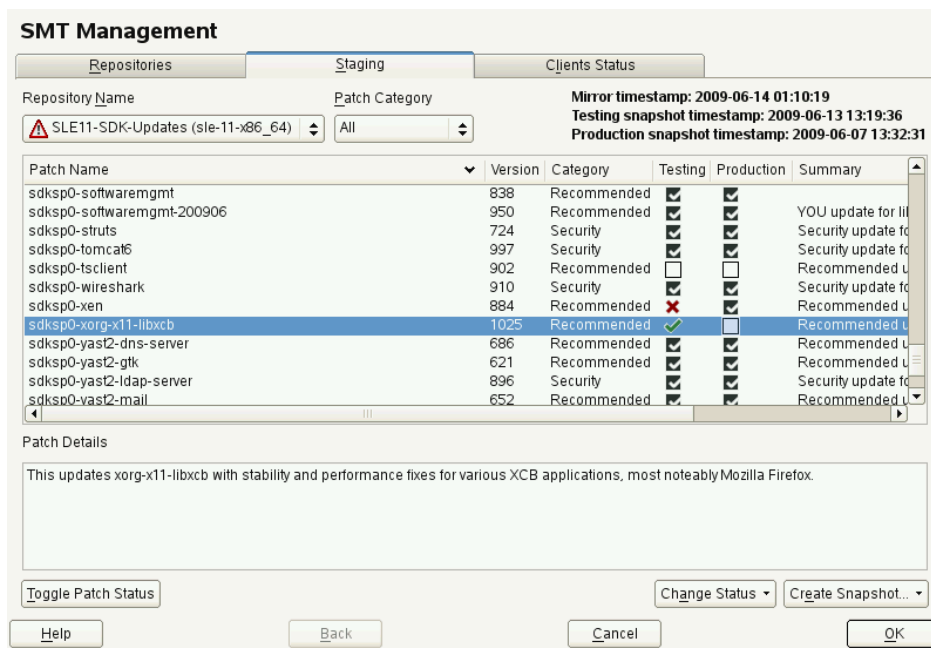 SMT Management
Repositories Staging Clients Status
Repository Name Patch Category Mirror timestamp: 2009-06-14 01:10:19
Testing snapshot timestamp: 2009-06-13 13:19:36
SLE11-SDK-Updates (sle-11-x86_64) All Production snapshot timestamp: 2009-06-07 13:32:31
Patch Name Version Category Testing Production Summary
sdksp0-softwaremgmt 838 Recommended
sdksp0-softwaremgmt-200906 950 Recommended YOU update for lil
sdksp0-struts 724 Security Security update fo
sdksp0-tomcat6 997 Security Security update fo
sdksp0-tsclient 902 Recommended Recommended u
sdksp0-wireshark 910 Security Security update fo
sdksp0-xen 884 Recommended Recommended u
sdksp0-xorg-x11-libxcb 1025 Recommended Recommended u
sdksp0-yast2-dns-server 686 Recommended Recommended u
sdksp0-yast2-gtk 621 Recommended Recommended u
sdksp0-yast2-ldap-server 896 Security Security update fo
sdksp0-yast2-mail 652 Recommended Recommended u
Patch Details
This updates xorg-x11-libxcb with stability and performance fixes for various XCB applications, most noteably Mozilla Firefox.
Toggle Patch Status Change Status Create Snapshot...
Help Back Cancel OK